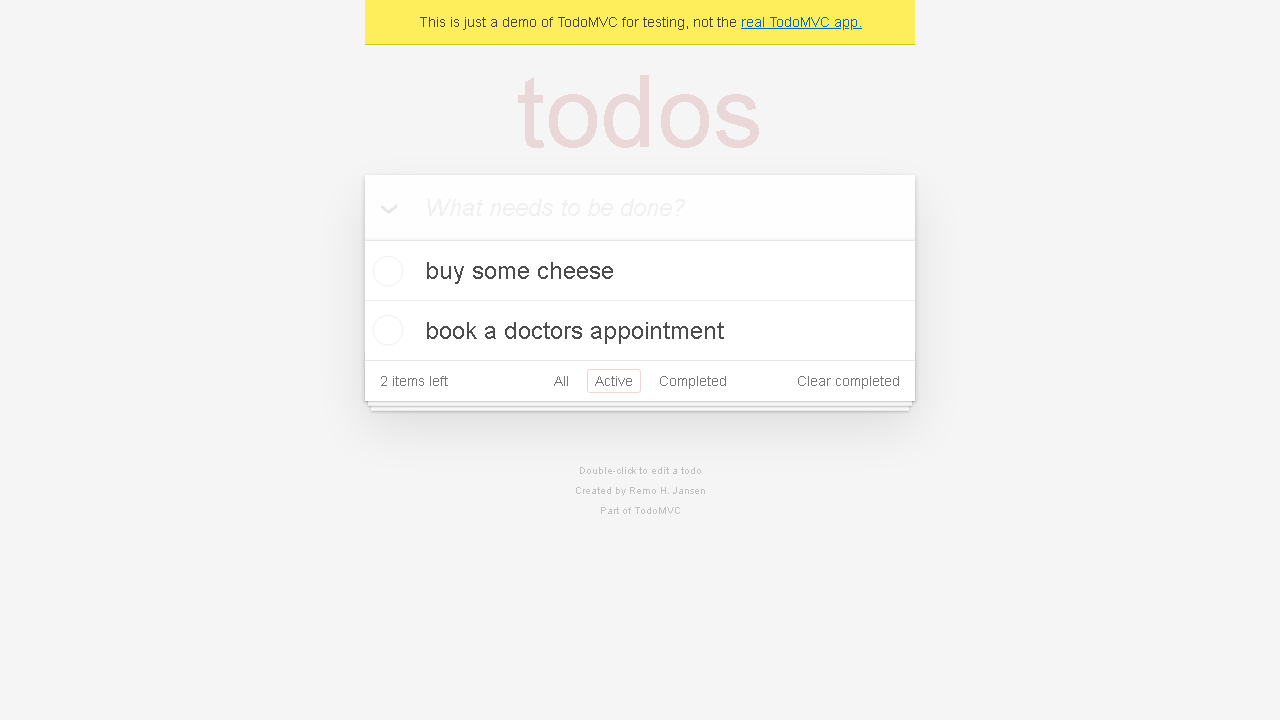 This is just a demo of TodoMVC for testing, not the real TodoMVC app.
todos
What needs to be done?
buy some cheese
book a doctors appointment
2 items left All Active Completed Clear completed
Double-click to edit a todo
Created by Remo H. Jansen
Part of TodoMVC